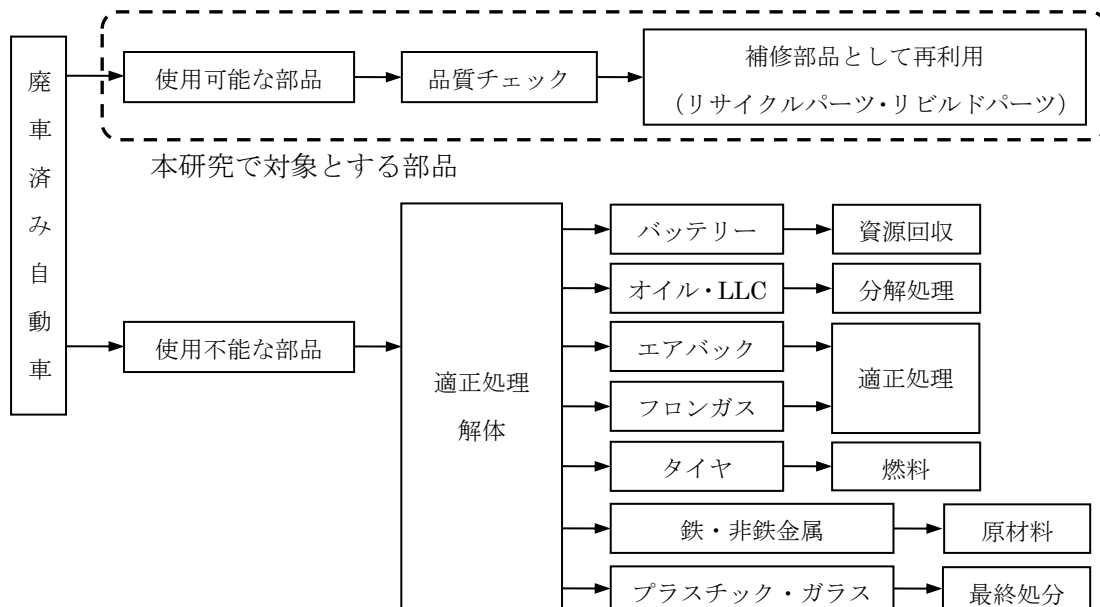 廃車済み自動車
使用可能な部品
品質チェック
補修部品として再利用
（リサイクルパーツ・リビルドパーツ）
本研究で対象とする部品
使用不能な部品
適正処理
解体
バッテリー
資源回収
オイル・LLC
分解処理
エアバック
フロンガス
適正処理
タイヤ
燃料
鉄・非鉄金属
原材料
プラスチック・ガラス
最終処分